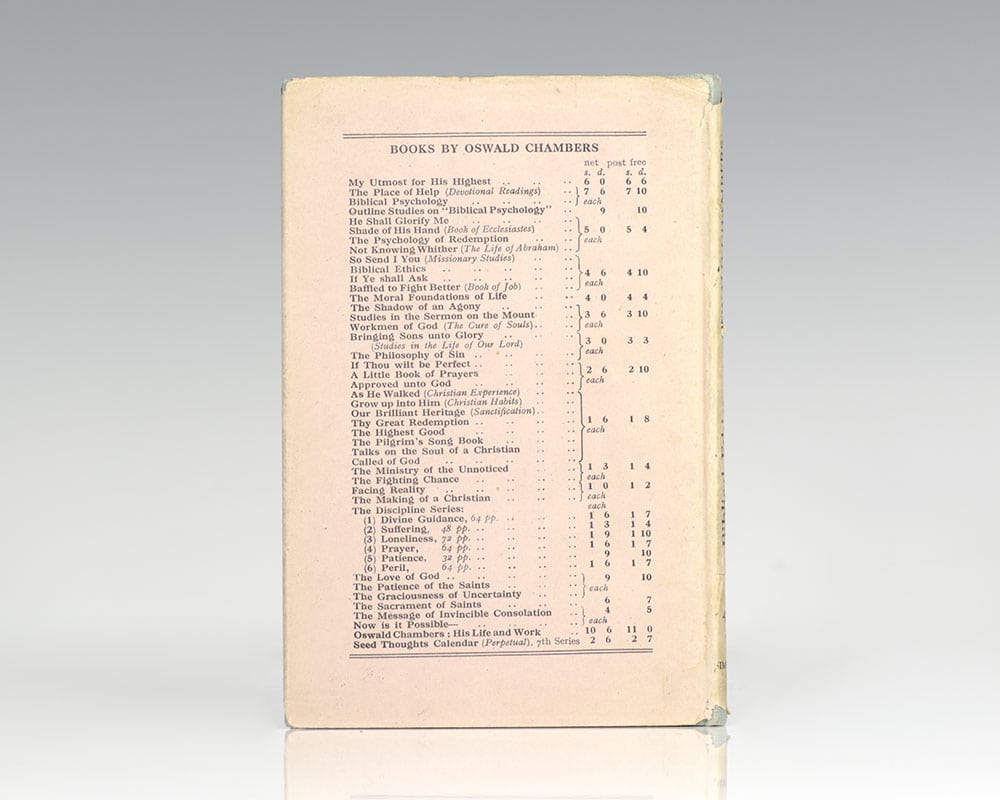 BOOKS BY OSWALD CHAMBERS
net post free
s. d. s. d.
My Utmost for His Highest .. .. .. 6 0 6 6
The Place of Help (Devotional Readings) .. 7 6 7 10
Biblical Psychology .. .. .. .. each
Outline Studies on "Biblical Psychology" .. 9 10
He Shall Glorify Me .. .. .. ..
Shade of His Hand (Book of Ecclesiastes) .. 5 0 5 4
The Psychology of Redemption .. .. each
Not Knowing Whither (The Life of Abraham) ..
So Send I You (Missionary Studies) .. ..
Biblical Ethics .. .. .. .. .. 4 6 4 10
If Ye shall Ask .. .. .. .. .. each
Baffled to Fight Better (Book of Job) .. ..
The Moral Foundations of Life .. .. 4 0 4 4
The Shadow of an Agony .. .. ..
Studies in the Sermon on the Mount .. 3 6 3 10
Workmen of God (The Cure of Souls).. .. each
Bringing Sons unto Glory .. .. ..
(Studies in the Life of Our Lord) 3 0 3 3
The Philosophy of Sin .. .. .. .. each
If Thou wilt be Perfect .. .. .. ..
A Little Book of Prayers .. .. .. 2 6 2 10
Approved unto God .. .. .. each
As He Walked (Christian Experience) .. ..
Grow up into Him (Christian Habits) .. ..
Our Brilliant Heritage (Sanctification).. ..
Thy Great Redemption .. .. .. .. 1 6 1 8
The Highest Good .. .. .. .. each
The Pilgrim's Song Book .. .. ..
Talks on the Soul of a Christian .. ..
Called of God .. .. .. .. ..
The Ministry of the Unnoticed .. .. 1 3 1 4
The Fighting Chance .. .. .. each
Facing Reality .. .. .. .. .. 1 0 1 2
The Making of a Christian .. .. .. each
The Discipline Series: each
(1) Divine Guidance, 64 pp. .. .. .. 1 6 1 7
(2) Suffering, 48 pp. .. .. .. .. 1 3 1 4
(3) Loneliness, 72 pp. .. .. .. .. 1 9 1 10
(4) Prayer, 64 pp. .. .. .. .. 1 6 1 7
(5) Patience, 32 pp. .. .. .. .. 9 10
(6) Peril, 64 pp. .. .. .. .. 1 6 1 7
The Love of God .. .. .. .. .. 9 10
The Patience of the Saints .. .. .. each
The Graciousness of Uncertainty .. ..
The Sacrament of Saints .. .. .. 6 7
The Message of Invincible Consolation .. 4 5
Now is it Possible— .. .. .. .. each
Oswald Chambers: His Life and Work .. 10 6 11 0
Seed Thoughts Calendar (Perpetual), 7th Series 2 6 2 7